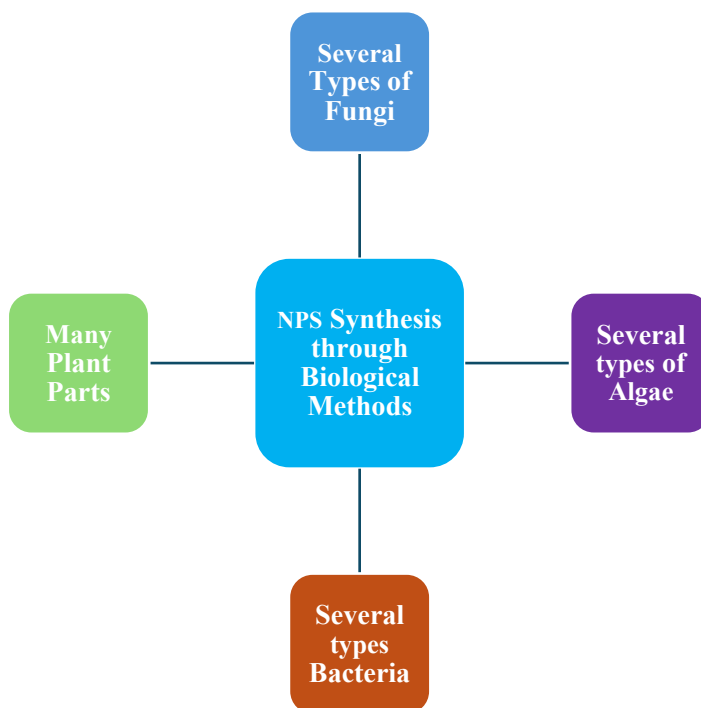 Several
Types of
Fungi
Many
Plant
Parts
NPS Synthesis
through
Biological
Methods
Several
types of
Algae
Several
types
Bacteria